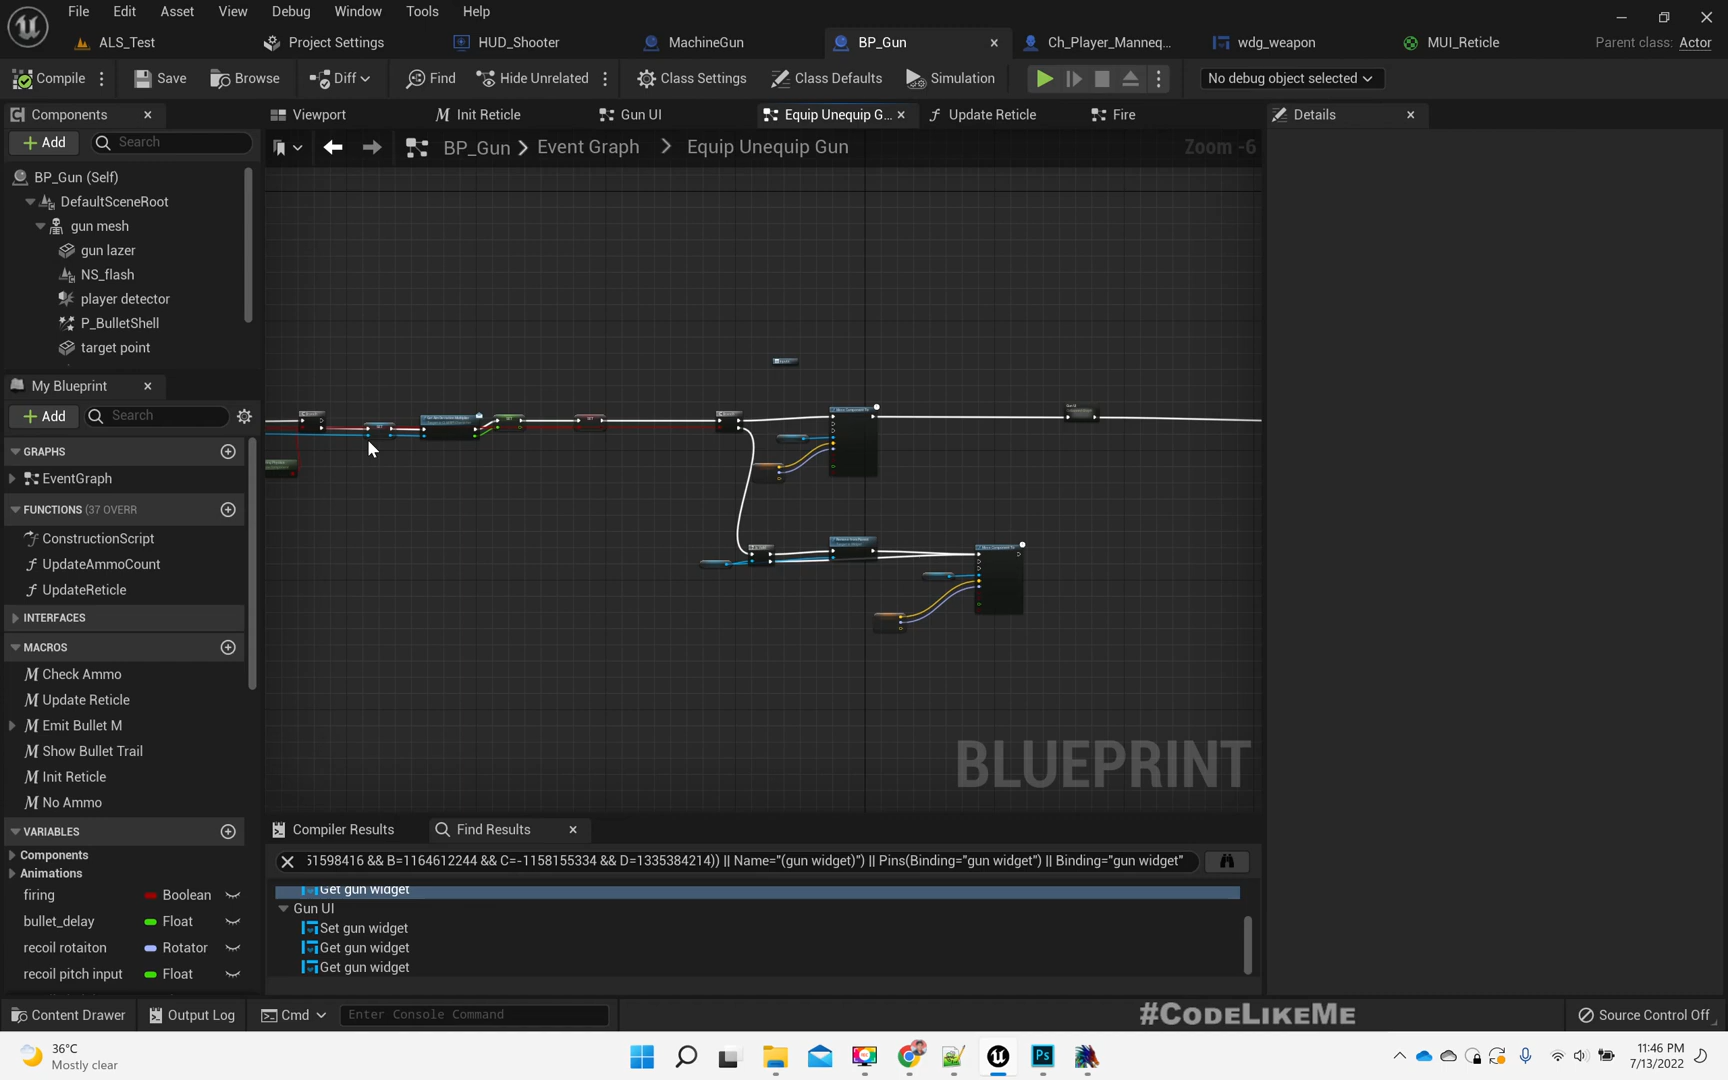 File Edit Asset View Debug Window Tools Help
ALS_Test Project Settings HUD_Shooter MachineGun BP_Gun Ch_Player_Mannequ... wdg_weapon MUI_Reticle Parent class: Actor
Compile Save Browse Diff Find Hide Unrelated Class Settings Class Defaults Simulation No debug object selected
Components Viewport Init Reticle Gun UI Equip Unequip G... Update Reticle Fire Details
Add Search BP_Gun Event Graph Equip Unequip Gun Zoom -6
BP_Gun (Self)
DefaultSceneRoot
gun mesh
gun lazer
NS_flash
player detector
P_BulletShell
target point
My Blueprint
Add Search
GRAPHS
EventGraph
FUNCTIONS (37 OVERR
ConstructionScript
UpdateAmmoCount
UpdateReticle
INTERFACES
MACROS
Check Ammo
Update Reticle
Emit Bullet M
Show Bullet Trail
Init Reticle
No Ammo
VARIABLES
Components
Animations
firing Boolean
bullet_delay Float
recoil rotaiton Rotator
recoil pitch input Float
BLUEPRINT
Compiler Results Find Results
51598416 && B=1164612244 && C=-1158155334 && D=1335384214)) || Name="(gun widget)") || Pins(Binding="gun widget") || Binding="gun widget"
Get gun widget
Gun UI
Set gun widget
Get gun widget
Get gun widget
Content Drawer Output Log Cmd Enter Console Command #CODELIKEME Source Control Off
36°C
Mostly clear
11:46 PM
7/13/2022